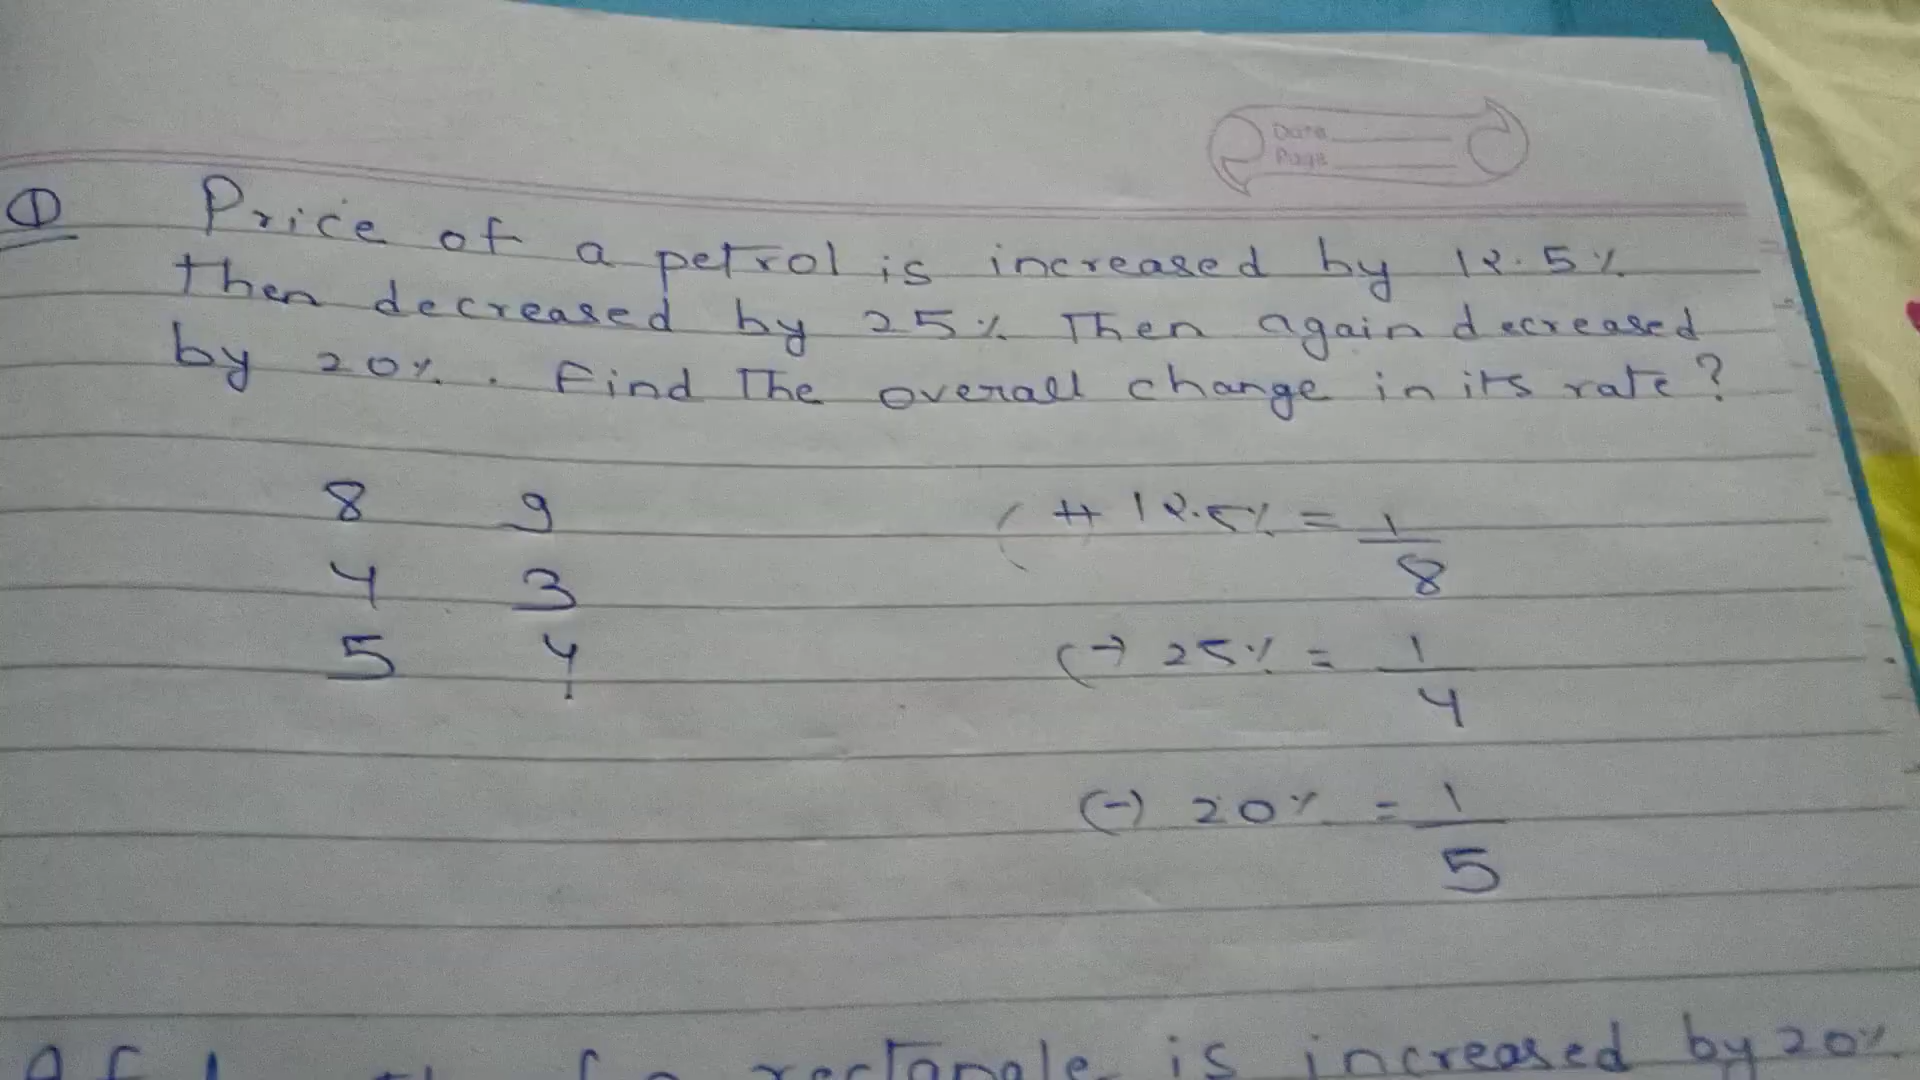 Date
Page
① Price of a petrol is increased by 12.5%
then decreased by 25% Then again decreased
by 20%. Find The overall change in its rate?
8 9 (+) 12.5% = 1/8
4 3 (-) 25% = 1/4
5 4 (-) 20% = 1/5
rectangle is increased by 20%